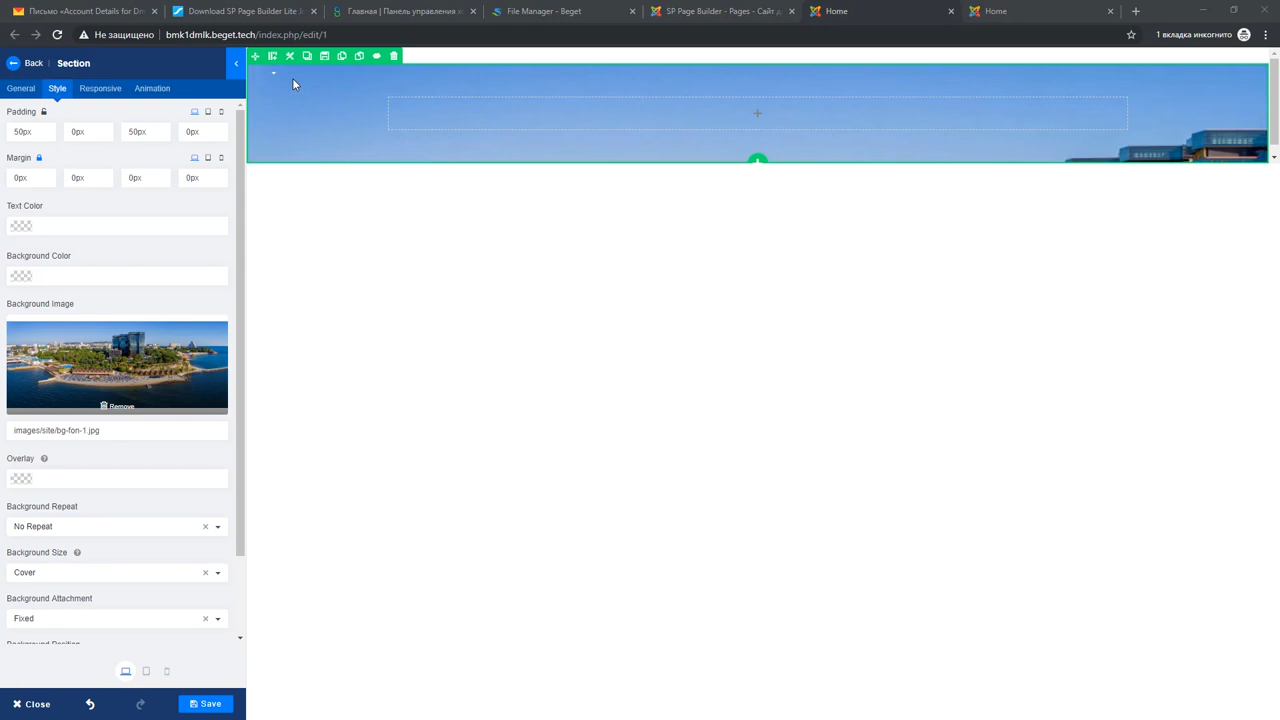 Письмо «Account Details for Dm
Download SP Page Builder Lite J
Главная | Панель управления хо
File Manager - Beget
SP Page Builder - Pages - Сайт д
Home
Home
Не защищено
bmk1dmlk.beget.tech/index.php/edit/1
1 вкладка инкогнито
Back
Section
General
Style
Responsive
Animation
Padding
50px
0px
50px
0px
Margin
0px
0px
0px
0px
Text Color
Background Color
Background Image
Remove
images/site/bg-fon-1.jpg
Overlay
Background Repeat
No Repeat
Background Size
Cover
Background Attachment
Fixed
Close
Save